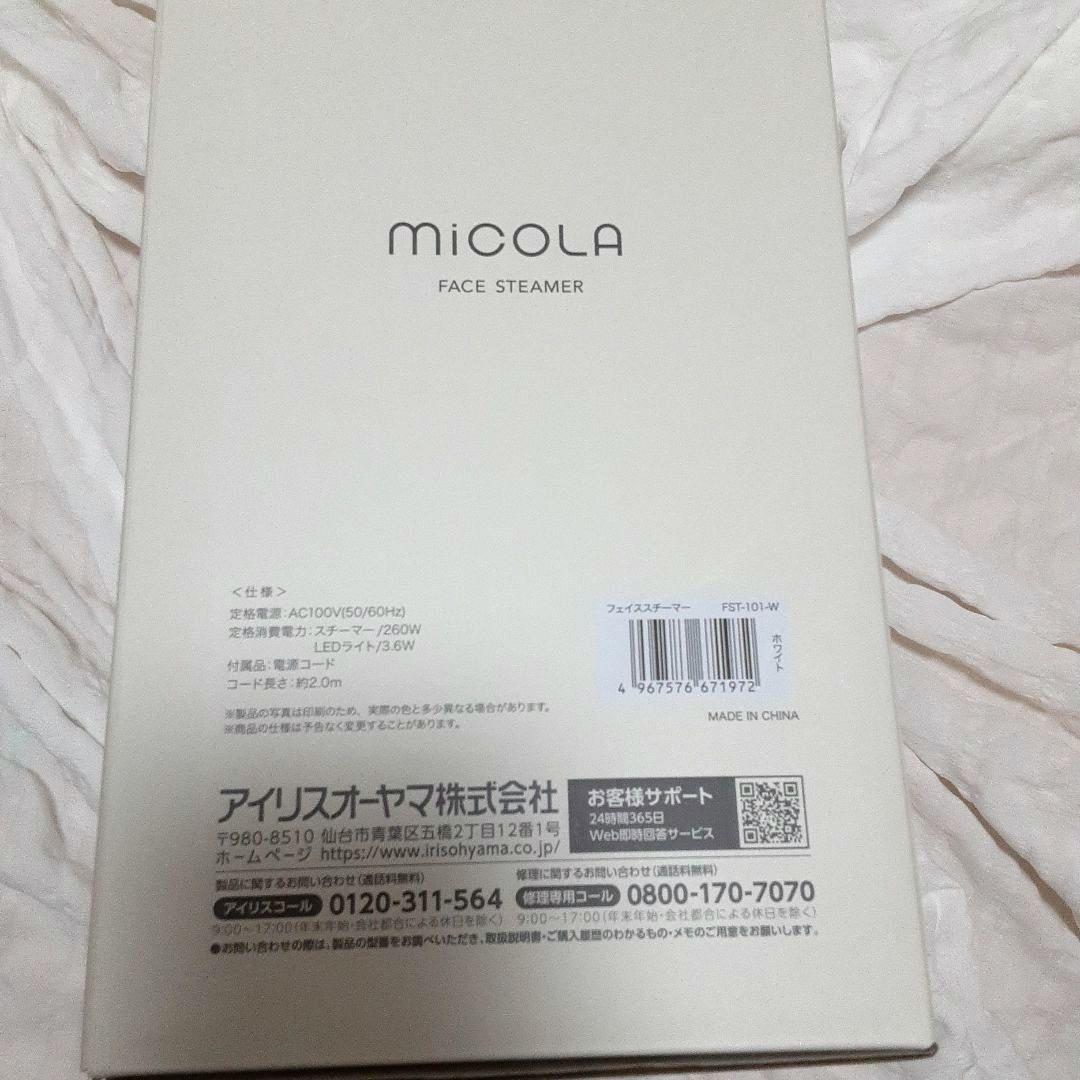 miCOLA
FACE STEAMER
＜仕様＞
定格電源：AC100V(50/60Hz)
定格消費電力：スチーマー/260W
LEDライト/3.6W
付属品：電源コード
コード長さ：約2.0m
※製品の写真は印刷のため、実際の色と多少異なる場合があります。
※商品の仕様は予告なく変更することがあります。
フェイススチーマー FST-101-W
ホワイト
4 967576 671972
MADE IN CHINA
アイリスオーヤマ株式会社
〒980-8510 仙台市青葉区五橋2丁目12番1号
ホームページ https://www.irisohyama.co.jp/
お客様サポート
24時間365日
Web即時回答サービス
製品に関するお問い合わせ(通話料無料)
アイリスコール 0120-311-564
9:00〜17:00(年末年始・会社都合による休日を除く)
修理に関するお問い合わせ(通話料無料)
修理専用コール 0800-170-7070
9:00〜17:00(年末年始・会社都合による休日を除く)
●お問い合わせの際は、製品の型番をお調べいただき、取扱説明書・ご購入履歴のわかるもの・メモのご用意をお願いします。